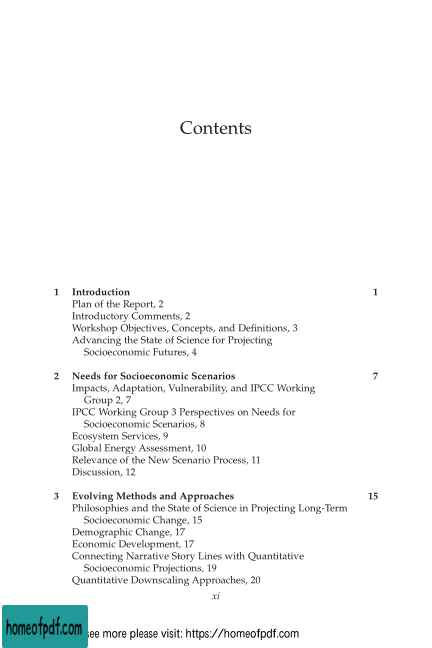 Contents
1 Introduction 1
Plan of the Report, 2
Introductory Comments, 2
Workshop Objectives, Concepts, and Definitions, 3
Advancing the State of Science for Projecting
Socioeconomic Futures, 4
2 Needs for Socioeconomic Scenarios 7
Impacts, Adaptation, Vulnerability, and IPCC Working
Group 2, 7
IPCC Working Group 3 Perspectives on Needs for
Socioeconomic Scenarios, 8
Ecosystem Services, 9
Global Energy Assessment, 10
Relevance of the New Scenario Process, 11
Discussion, 12
3 Evolving Methods and Approaches 15
Philosophies and the State of Science in Projecting Long-Term
Socioeconomic Change, 15
Demographic Change, 17
Economic Development, 17
Connecting Narrative Story Lines with Quantitative
Socioeconomic Projections, 19
Quantitative Downscaling Approaches, 20
xi
homeofpdf.com
see more please visit: https://homeofpdf.com